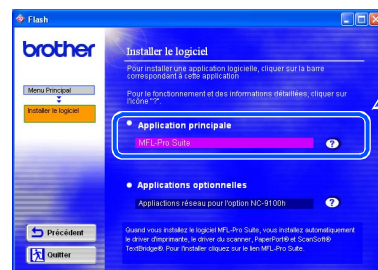 Flash
brother
Installer le logiciel
Pour installer une application logicielle, cliquer sur la barre
correspondant à cette application
Pour le fonctionnement et des informations détaillées, cliquer sur
l'icône "?".
Menu Principal
Installer le logiciel
Application principale
MFL-Pro Suite
?
Applications optionnelles
Appliactions réseau pour l'option NC-9100h
?
Précédent
Quitter
Quand vous installez le logiciel MFL-Pro Suite, vous installez automatiquement
le driver d'imprimante, le driver du scanner, PaperPort® et ScanSoft®
TextBridge®. Pour l'installer cliquez sur le lien MFL-Pro Suite.